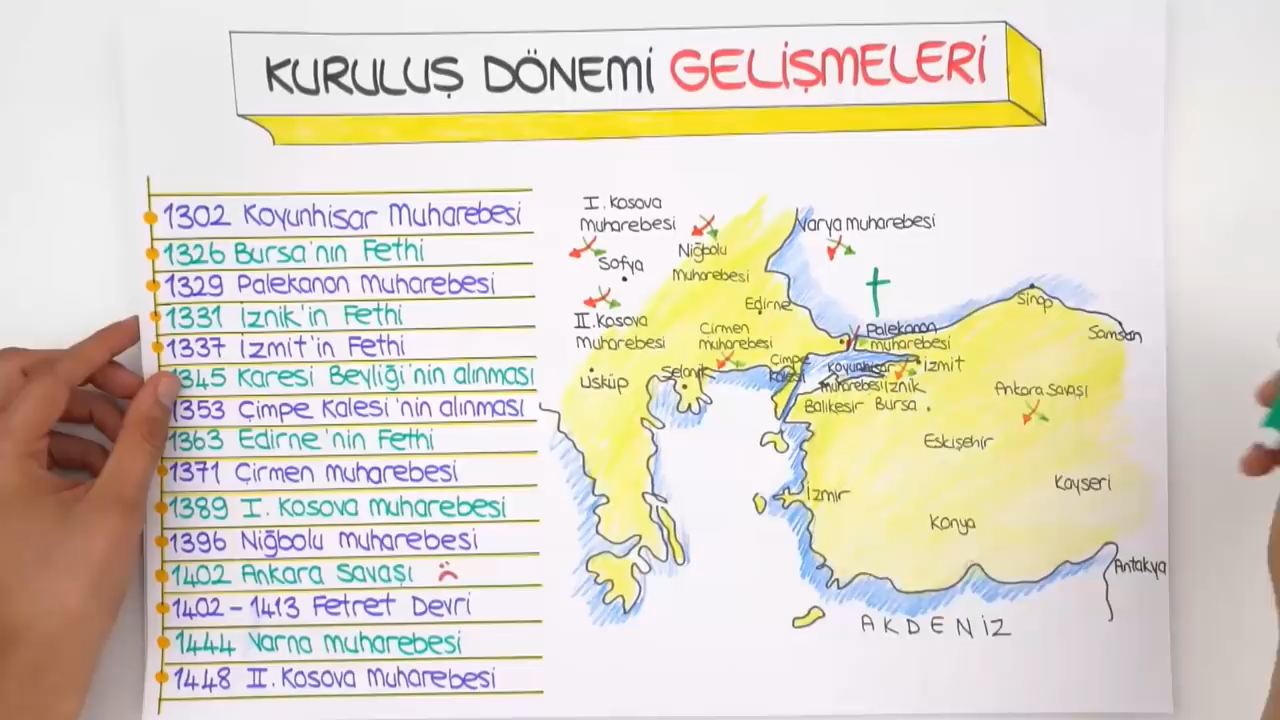 KURULUŞ DÖNEMİ GELİŞMELERİ
1302 Koyunhisar Muharebesi
1326 Bursa'nın Fethi
1329 Palekanon Muharebesi
1331 İznik'in Fethi
1337 İzmit'in Fethi
1345 Karesi Beyliği'nin alınması
1353 Çimpe Kalesi'nin alınması
1363 Edirne'nin Fethi
1371 Çirmen muharebesi
1389 I. Kosova muharebesi
1396 Niğbolu muharebesi
1402 Ankara Savaşı
1402-1413 Fetret Devri
1444 Varna muharebesi
1448 II. Kosova Muharebesi
I. Kosova
muharebesi
Sofya
Niğbolu
Muharebesi
Varya muharebesi
II. Kosova
muharebesi
Üsküp
Edirne
Çirmen
muharebesi
Selanik
Çimpe
Kalesi
Palekanon
muharebesi
Koyunhisar
muharebesi
İzmit
İznik
Balıkesir
Bursa
Sinop
Samsun
Ankara Savaşı
Eskişehir
Kayseri
İzmir
Konya
Antakya
AKDENİZ